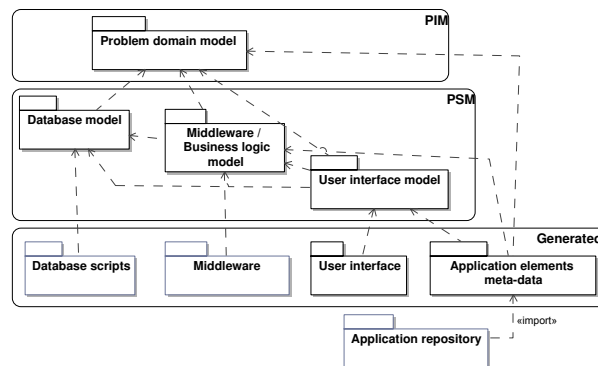 PIM
Problem domain model
PSM
Database model
Middleware /
Business logic
model
User interface model
Generated
Database scripts
Middleware
User interface
Application elements
meta-data
«import»
Application repository